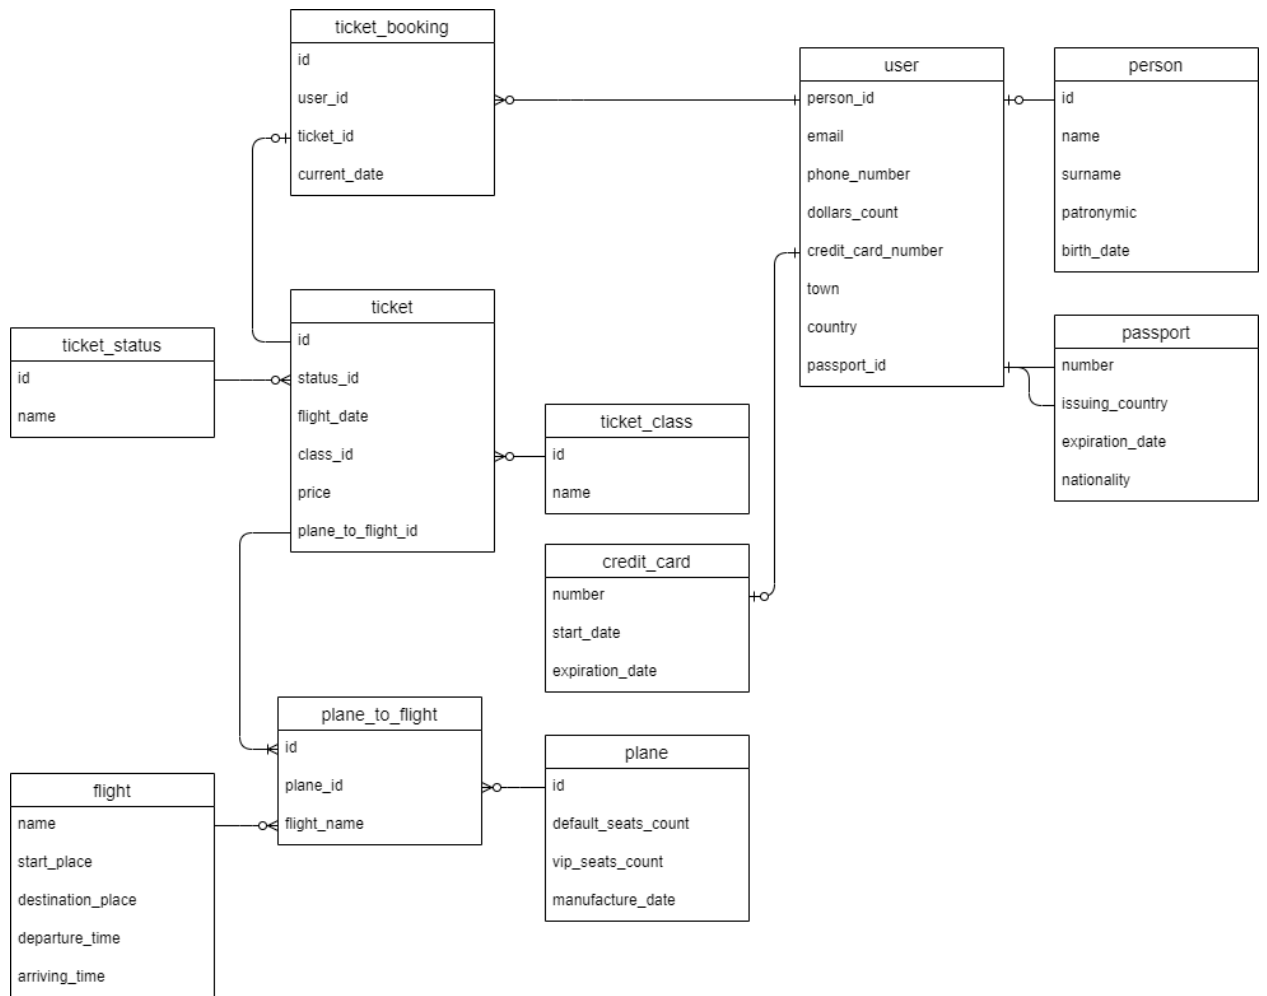 ticket_booking
id
user_id
ticket_id
current_date
user
person_id
email
phone_number
dollars_count
credit_card_number
town
country
passport_id
person
id
name
surname
patronymic
birth_date
passport
number
issuing_country
expiration_date
nationality
ticket
id
status_id
flight_date
class_id
price
plane_to_flight_id
ticket_status
id
name
ticket_class
id
name
credit_card
number
start_date
expiration_date
plane_to_flight
id
plane_id
flight_name
plane
id
default_seats_count
vip_seats_count
manufacture_date
flight
name
start_place
destination_place
departure_time
arriving_time